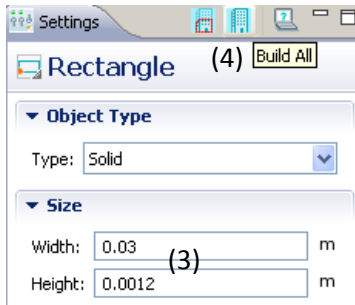 Settings
Rectangle
(4) Build All
Object Type
Type: Solid
Size
Width: 0.03 m
(3)
Height: 0.0012 m